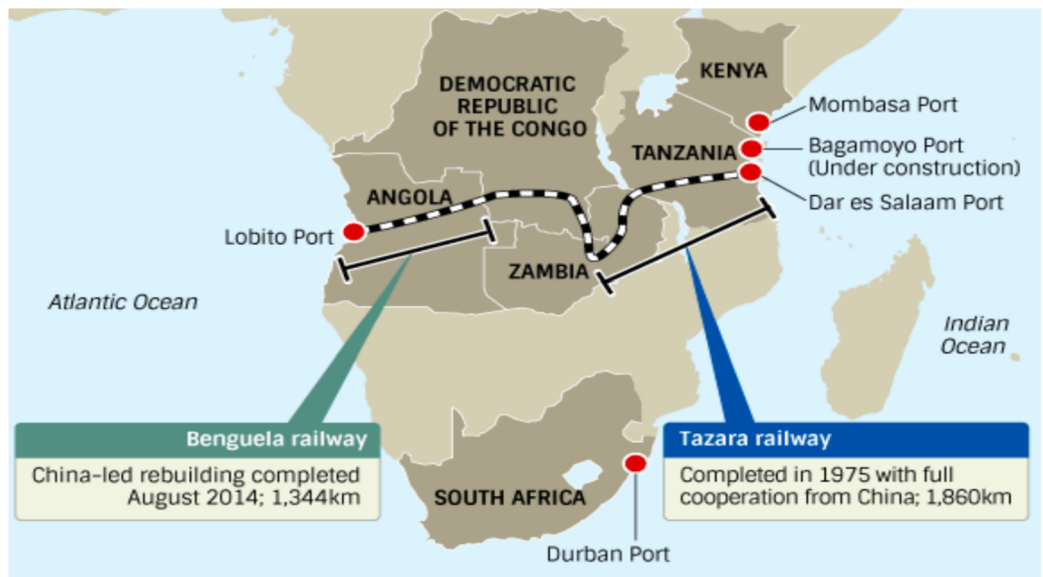 KENYA
DEMOCRATIC
REPUBLIC
OF THE CONGO
Mombasa Port
TANZANIA
Bagamoyo Port
(Under construction)
ANGOLA
Dar es Salaam Port
Lobito Port
ZAMBIA
Atlantic Ocean
Indian
Ocean
Benguela railway
China-led rebuilding completed
August 2014; 1,344km
Tazara railway
Completed in 1975 with full
cooperation from China; 1,860km
SOUTH AFRICA
Durban Port